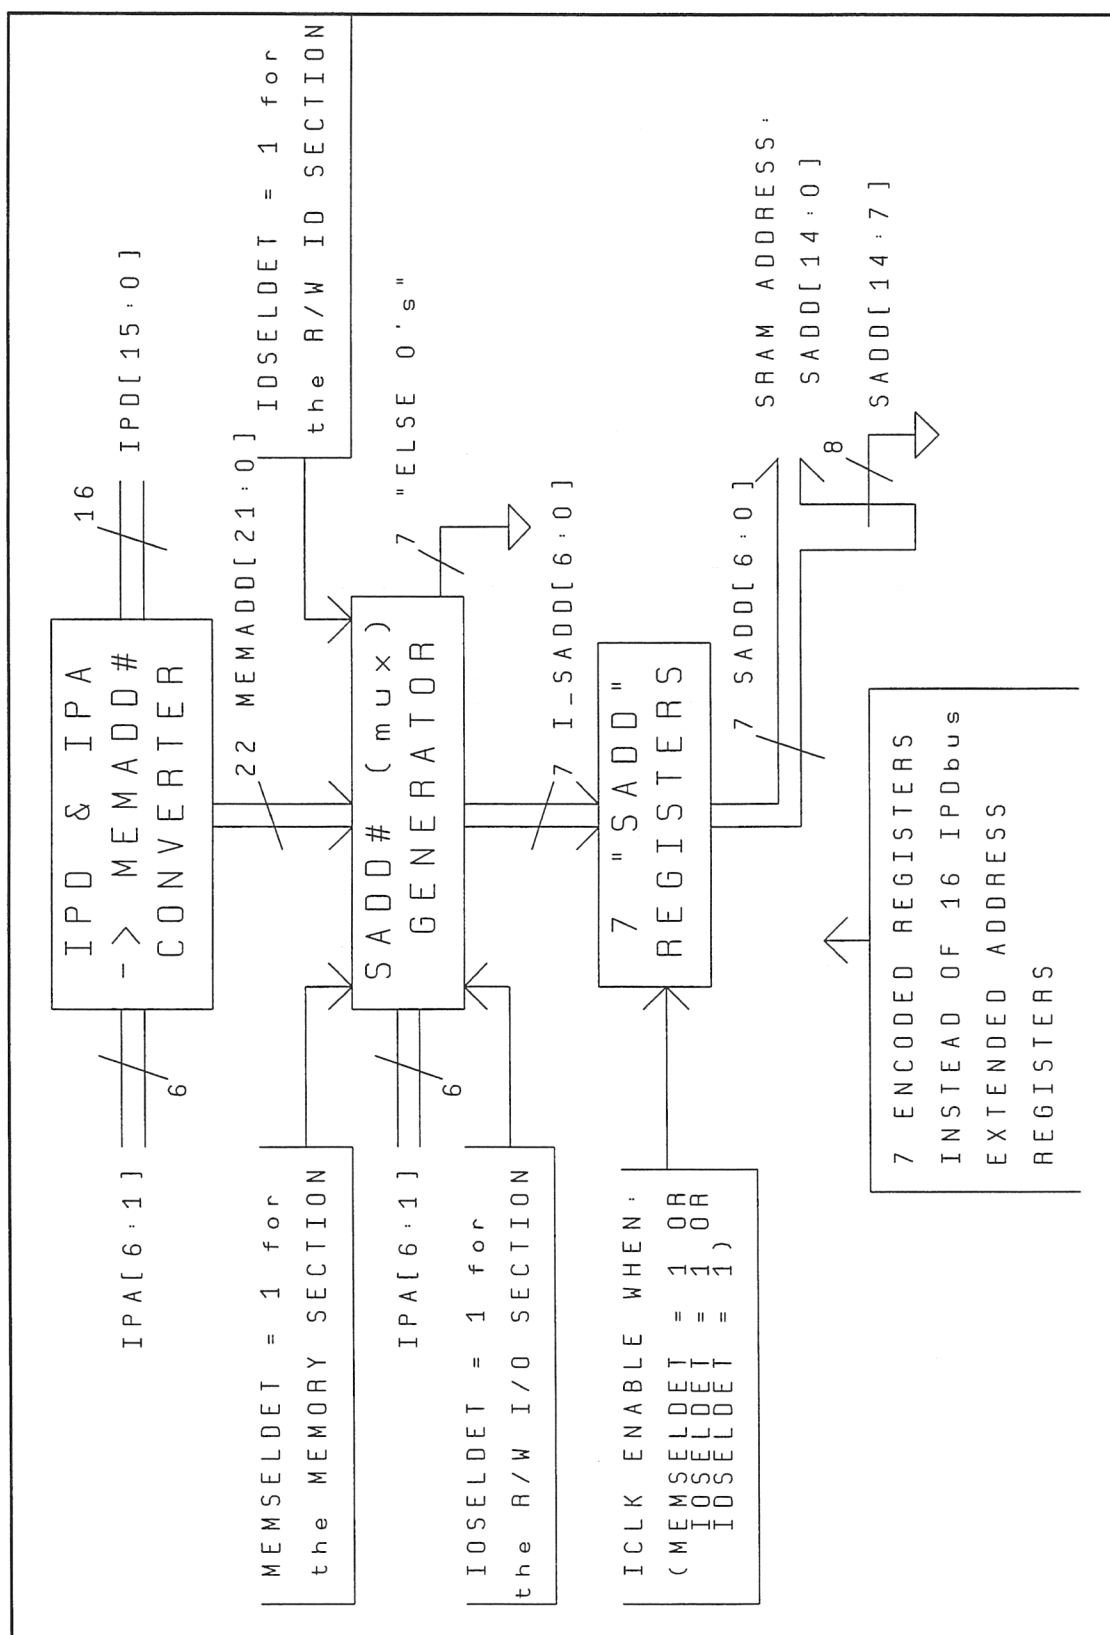 IPA[6:1]
6
IPD & IPA
-> MEMADD#
CONVERTER
16
IPD[15:0]
22 MEMADD[21:0]
MEMSELDET = 1 for
the MEMORY SECTION
IDSELDET = 1 for
the R/W ID SECTION
IPA[6:1]
6
SADD# (mux)
GENERATOR
7 "ELSE 0's"
IOSELDET = 1 for
the R/W I/O SECTION
7 I_SADD[6:0]
ICLK ENABLE WHEN:
(MEMSELDET = 1 OR
IOSELDET = 1 OR
IDSELDET = 1)
7 "SADD"
REGISTERS
7 SADD[6:0]
SRAM ADDRESS:
SADD[14:0]
8
SADD[14:7]
7 ENCODED REGISTERS
INSTEAD OF 16 IPDbus
EXTENDED ADDRESS
REGISTERS